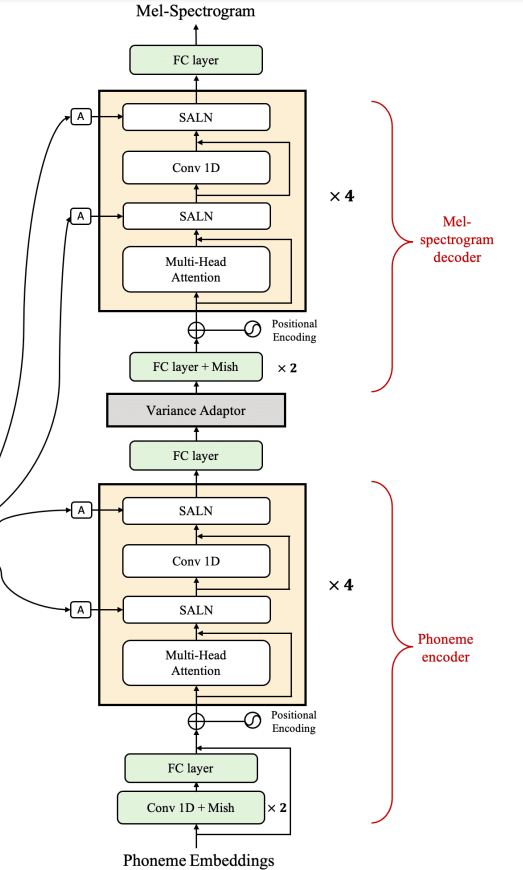 Mel-Spectrogram
FC layer
A
SALN
Conv 1D
× 4
A
SALN
Mel-
spectrogram
decoder
Multi-Head
Attention
Positional
Encoding
FC layer + Mish
× 2
Variance Adaptor
FC layer
A
SALN
Conv 1D
× 4
A
SALN
Phoneme
encoder
Multi-Head
Attention
Positional
Encoding
FC layer
Conv 1D + Mish
× 2
Phoneme Embeddings